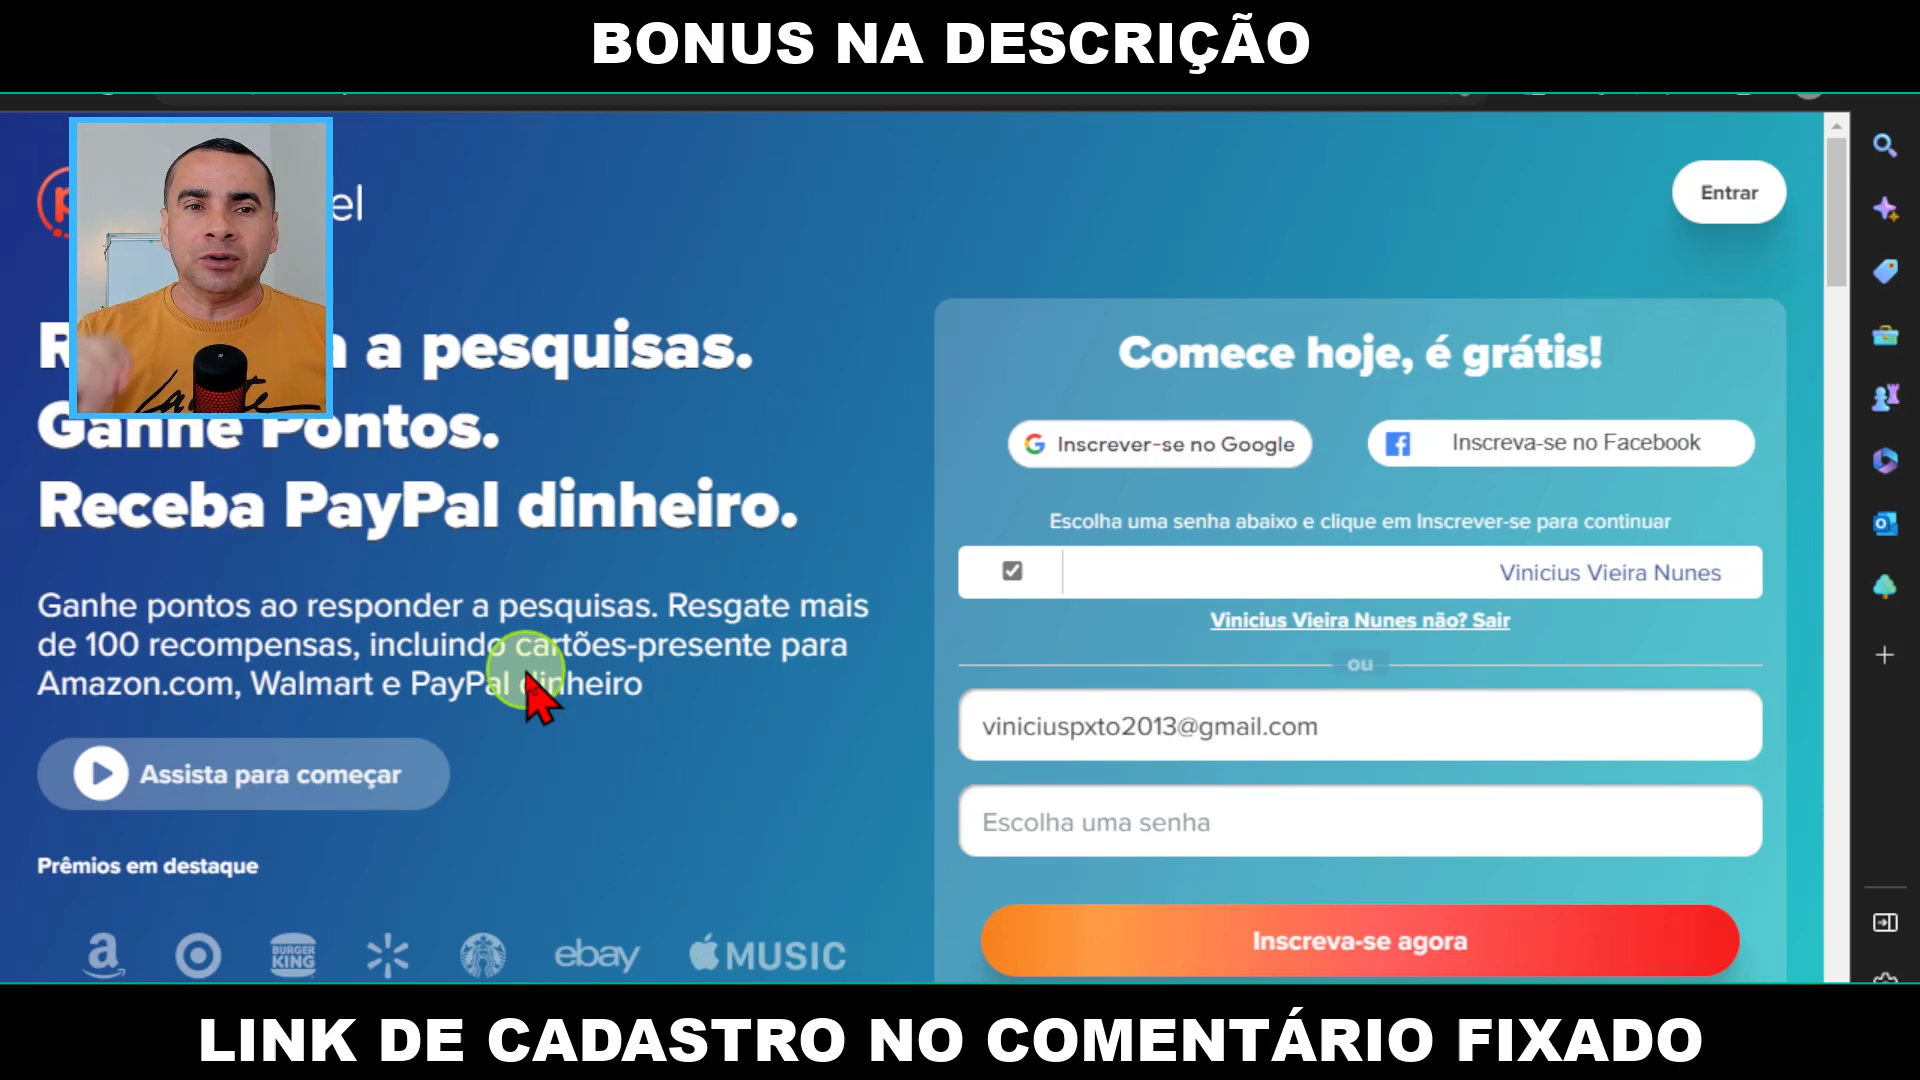 BONUS NA DESCRIÇÃO
el
Entrar
a pesquisas.
Ganhe Pontos.
Receba PayPal dinheiro.
Ganhe pontos ao responder a pesquisas. Resgate mais
de 100 recompensas, incluindo cartões-presente para
Amazon.com, Walmart e PayPal dinheiro
Assista para começar
Prêmios em destaque
a
BURGER KING
ebay
MUSIC
Comece hoje, é grátis!
Inscrever-se no Google
Inscreva-se no Facebook
Escolha uma senha abaixo e clique em Inscrever-se para continuar
Vinicius Vieira Nunes
Vinicius Vieira Nunes não? Sair
ou
viniciuspxto2013@gmail.com
Escolha uma senha
Inscreva-se agora
LINK DE CADASTRO NO COMENTÁRIO FIXADO